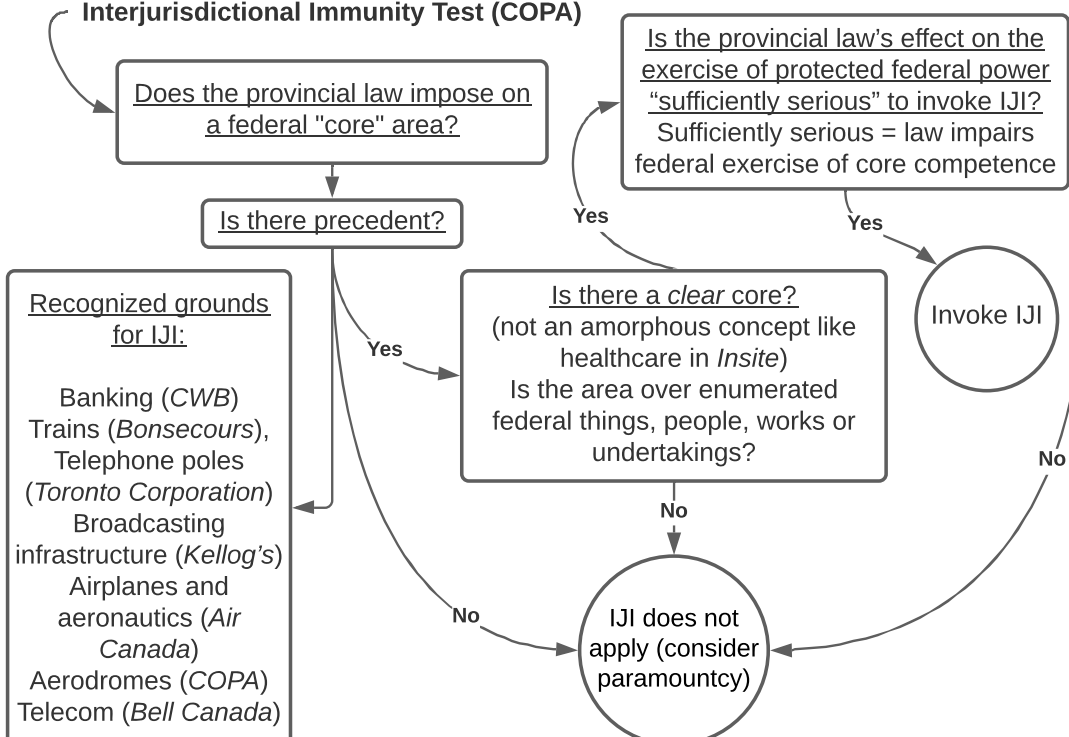 Interjurisdictional Immunity Test (COPA)
Does the provincial law impose on
a federal "core" area?
Is there precedent?
Recognized grounds
for IJI:
Banking (CWB)
Trains (Bonsecours),
Telephone poles
(Toronto Corporation)
Broadcasting
infrastructure (Kellog’s)
Airplanes and
aeronautics (Air
Canada)
Aerodromes (COPA)
Telecom (Bell Canada)
Yes
No
Is there a clear core?
(not an amorphous concept like
healthcare in Insite)
Is the area over enumerated
federal things, people, works or
undertakings?
Yes
No
Is the provincial law’s effect on the
exercise of protected federal power
“sufficiently serious” to invoke IJI?
Sufficiently serious = law impairs
federal exercise of core competence
Yes
Invoke IJI
No
IJI does not
apply (consider
paramountcy)